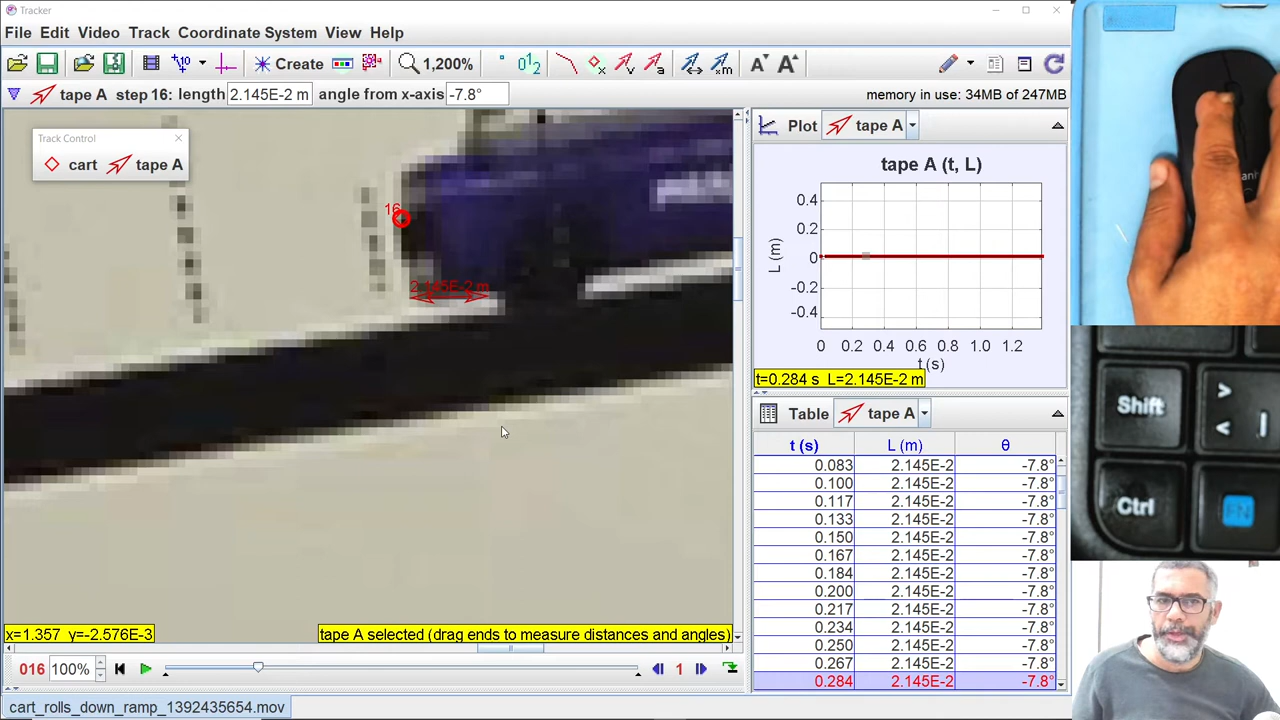 Tracker
File Edit Video Track Coordinate System View Help
Create 1,200%
tape A step 16: length 2.145E-2 m angle from x-axis -7.8° memory in use: 34MB of 247MB
Track Control
cart tape A
16
2.145E-2 m
x=1.357 y=-2.576E-3
tape A selected (drag ends to measure distances and angles)
016 100% 1
cart_rolls_down_ramp_1392435654.mov
Plot tape A
tape A (t, L)
L (m)
0.4
0.2
0
-0.2
-0.4
0 0.2 0.4 0.6 0.8 1.0 1.2
t (s)
t=0.284 s L=2.145E-2 m
Table tape A
t (s) L (m) θ
0.083 2.145E-2 -7.8°
0.100 2.145E-2 -7.8°
0.117 2.145E-2 -7.8°
0.133 2.145E-2 -7.8°
0.150 2.145E-2 -7.8°
0.167 2.145E-2 -7.8°
0.184 2.145E-2 -7.8°
0.200 2.145E-2 -7.8°
0.217 2.145E-2 -7.8°
0.234 2.145E-2 -7.8°
0.250 2.145E-2 -7.8°
0.267 2.145E-2 -7.8°
0.284 2.145E-2 -7.8°
Shift
>
<
Ctrl
FN